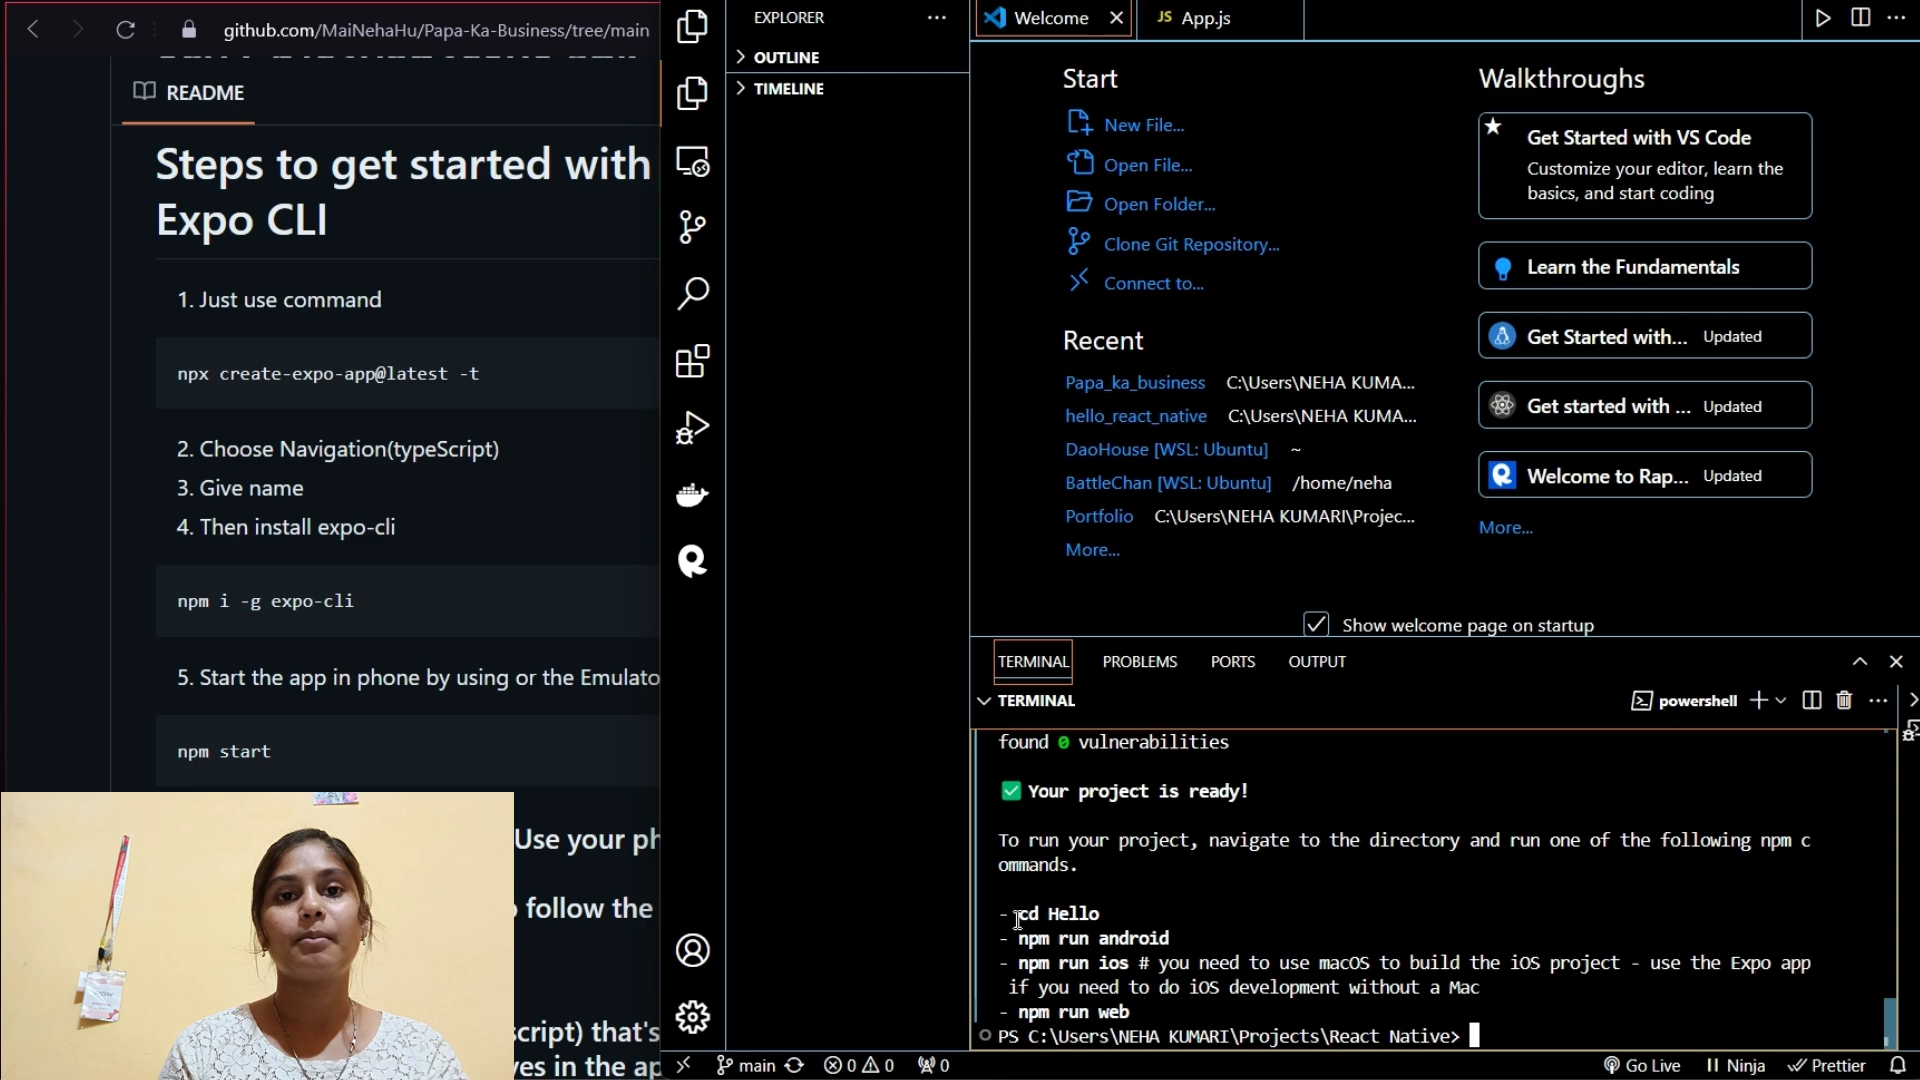 github.com/MaiNehaHu/Papa-Ka-Business/tree/main
README
Steps to get started with
Expo CLI
1. Just use command
npx create-expo-app@latest -t
2. Choose Navigation(typeScript)
3. Give name
4. Then install expo-cli
npm i -g expo-cli
5. Start the app in phone by using or the Emulato
npm start
Use your ph
follow the
script) that's
EXPLORER
OUTLINE
TIMELINE
Welcome
JS App.js
Start
New File...
Open File...
Open Folder...
Clone Git Repository...
Connect to...
Recent
Papa_ka_business C:\Users\NEHA KUMA...
hello_react_native C:\Users\NEHA KUMA...
DaoHouse [WSL: Ubuntu] ~
BattleChan [WSL: Ubuntu] /home/neha
Portfolio C:\Users\NEHA KUMARI\Projec...
More...
Walkthroughs
Get Started with VS Code
Customize your editor, learn the
basics, and start coding
Learn the Fundamentals
Get Started with... Updated
Get started with ... Updated
Welcome to Rap... Updated
More...
Show welcome page on startup
TERMINAL PROBLEMS PORTS OUTPUT
TERMINAL
powershell
found 0 vulnerabilities
Your project is ready!
To run your project, navigate to the directory and run one of the following npm c
ommands.
- cd Hello
- npm run android
- npm run ios # you need to use macOS to build the iOS project - use the Expo app
if you need to do iOS development without a Mac
- npm run web
PS C:\Users\NEHA KUMARI\Projects\React Native>
main 0 0 0
Go Live Ninja Prettier